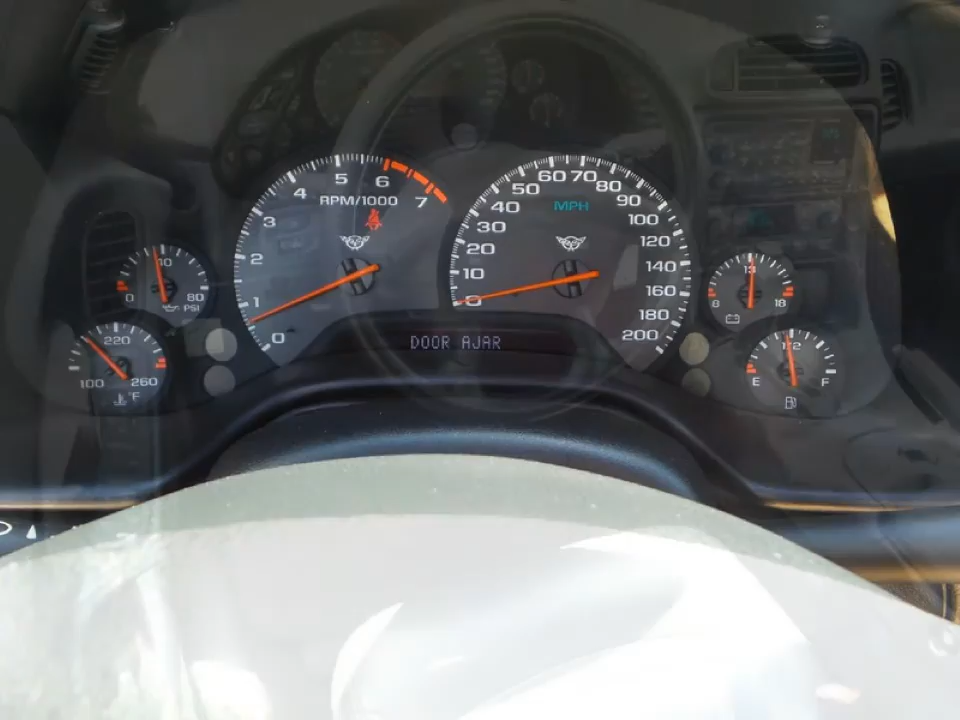 0 1 2 3 4 5 6 7
RPM/1000
0 10 20 30 40 50 60 70 80 90 100 120 140 160 180 200
MPH
0 40 80
PSI
100 220 260
°F
8 13 18
E 1/2 F
DOOR AJAR